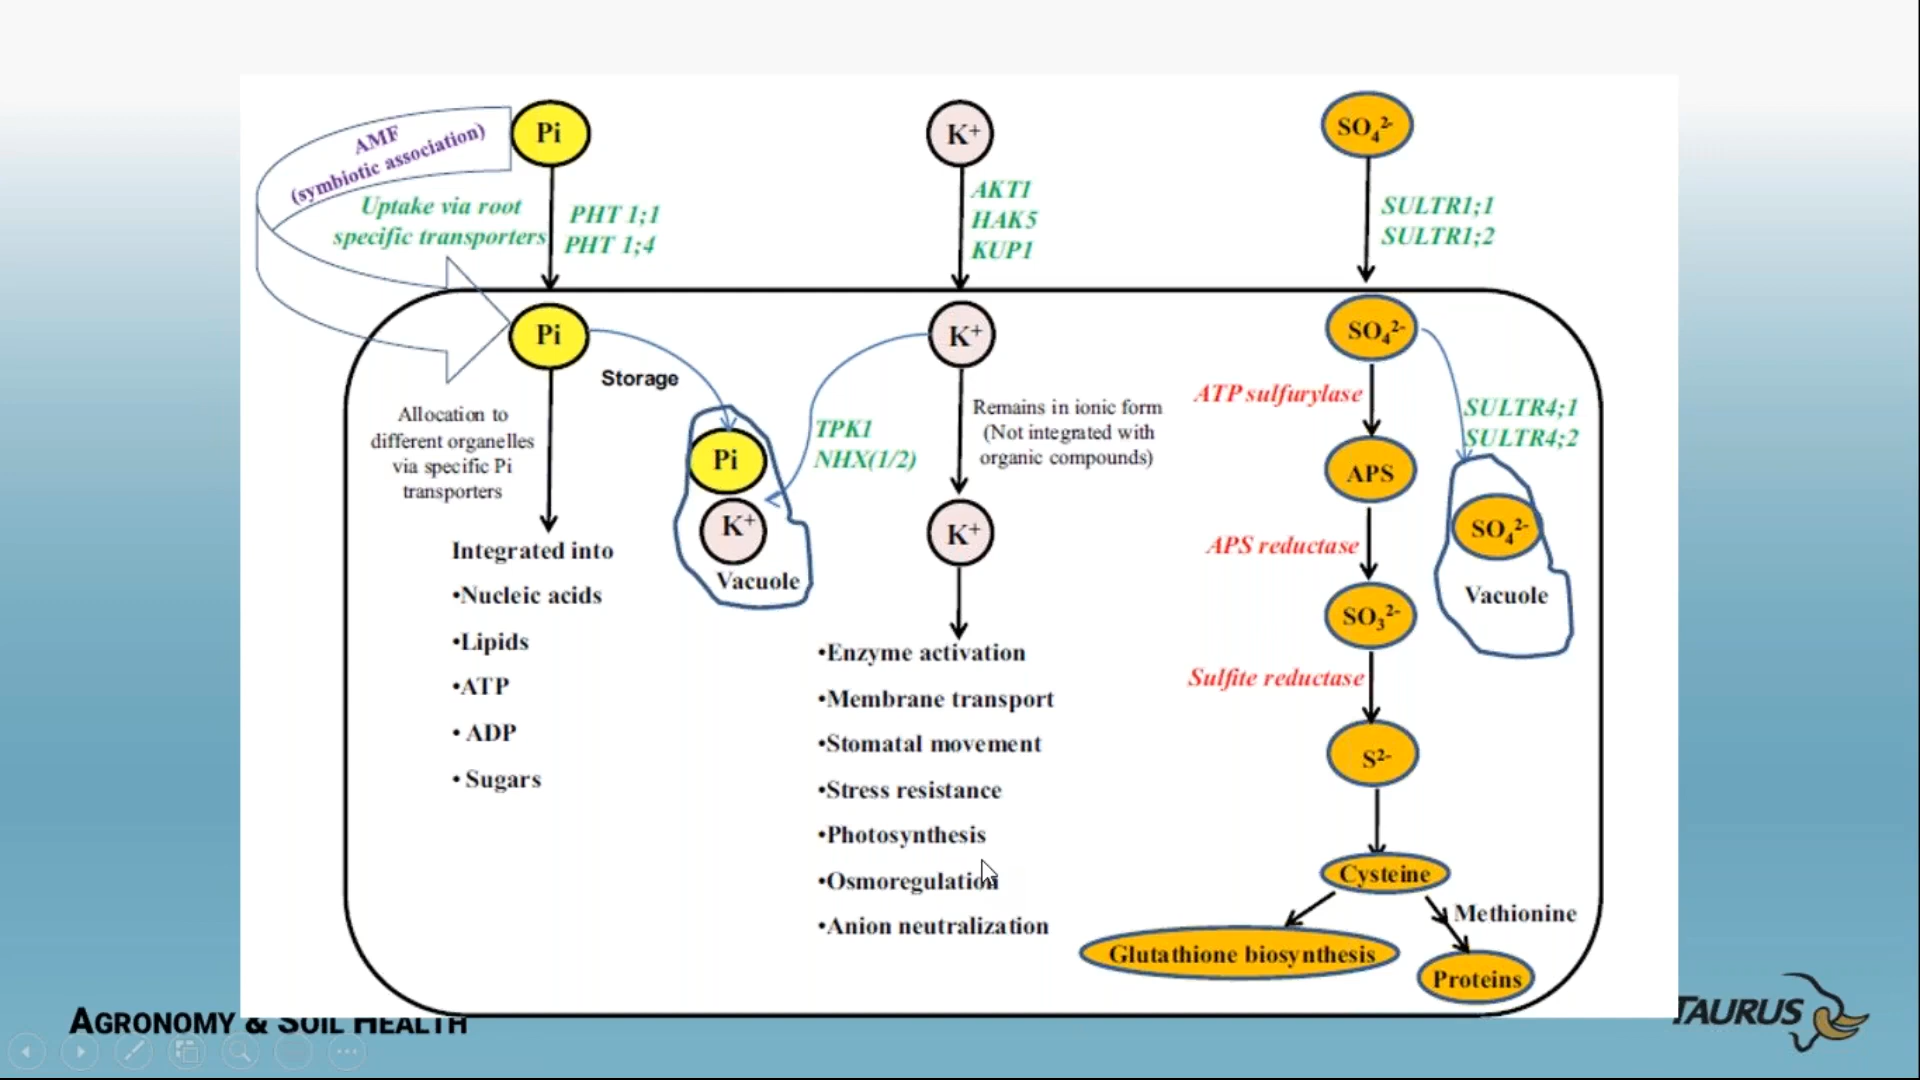 AMF
(symbiotic association)
Pi
Uptake via root
specific transporters
PHT 1;1
PHT 1;4
K+
AKT1
HAK5
KUP1
SO₄²⁻
SULTR1;1
SULTR1;2
Pi
Storage
Allocation to
different organelles
via specific Pi
transporters
Integrated into
•Nucleic acids
•Lipids
•ATP
• ADP
• Sugars
Pi
K⁺
Vacuole
K⁺
TPK1
NHX(1/2)
Remains in ionic form
(Not integrated with
organic compounds)
K⁺
•Enzyme activation
•Membrane transport
•Stomatal movement
•Stress resistance
•Photosynthesis
•Osmoregulation
•Anion neutralization
SO₄²⁻
ATP sulfurylase
SULTR4;1
SULTR4;2
APS
SO₄²⁻
Vacuole
APS reductase
SO₃²⁻
Sulfite reductase
S²⁻
Cysteine
Methionine
Glutathione biosynthesis
Proteins
AGRONOMY & SOIL HEALTH
TAURUS